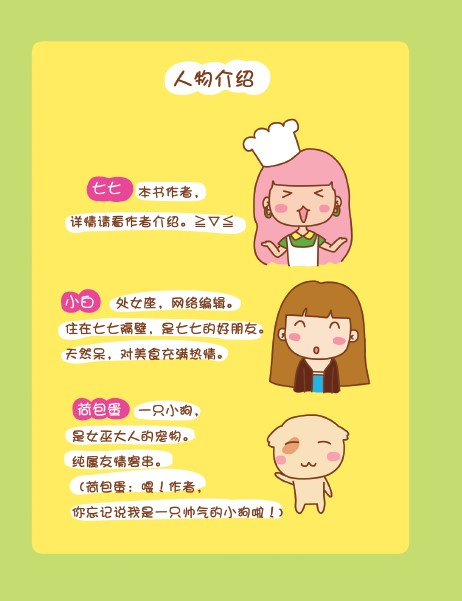 人物介绍
七七 本书作者，
详情请看作者介绍。≧▽≦
小白 处女座，网络编辑。
住在七七隔壁，是七七的好朋友。
天然呆，对美食充满热情。
荷包蛋 一只小狗，
是女巫大人的宠物。
纯属友情客串。
（荷包蛋：喂！作者，
你忘记说我是一只帅气的小狗啦！）